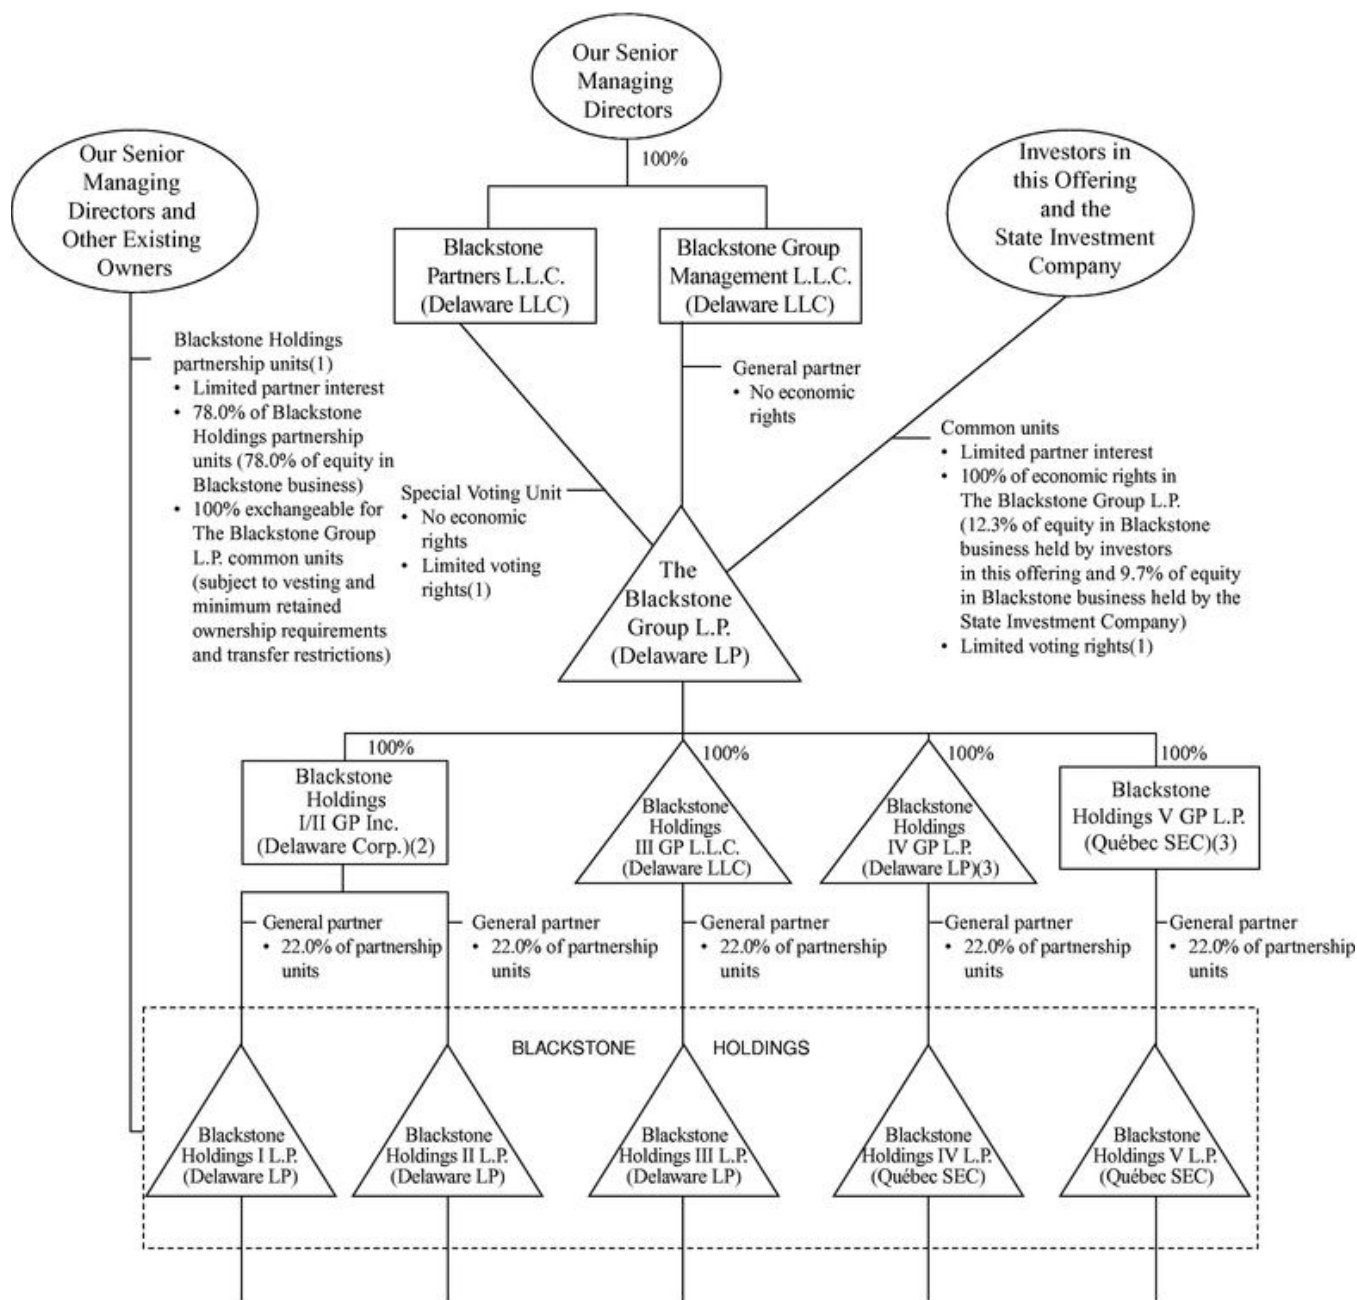 Our Senior
Managing
Directors
100%
Our Senior
Managing
Directors and
Other Existing
Owners
Investors in
this Offering
and the
State Investment
Company
Blackstone
Partners L.L.C.
(Delaware LLC)
Blackstone Group
Management L.L.C.
(Delaware LLC)
Blackstone Holdings
partnership units(1)
• Limited partner interest
• 78.0% of Blackstone
Holdings partnership
units (78.0% of equity in
Blackstone business)
• 100% exchangeable for
The Blackstone Group
L.P. common units
(subject to vesting and
minimum retained
ownership requirements
and transfer restrictions)
General partner
• No economic
rights
Special Voting Unit
• No economic
rights
• Limited voting
rights(1)
Common units
• Limited partner interest
• 100% of economic rights in
The Blackstone Group L.P.
(12.3% of equity in Blackstone
business held by investors
in this offering and 9.7% of equity
in Blackstone business held by the
State Investment Company)
• Limited voting rights(1)
The
Blackstone
Group L.P.
(Delaware LP)
100%
Blackstone
Holdings
I/II GP Inc.
(Delaware Corp.)(2)
100%
Blackstone
Holdings
III GP L.L.C.
(Delaware LLC)
100%
Blackstone
Holdings
IV GP L.P.
(Delaware LP)(3)
100%
Blackstone
Holdings V GP L.P.
(Québec SEC)(3)
General partner
• 22.0% of partnership
units
General partner
• 22.0% of partnership
units
General partner
• 22.0% of partnership
units
General partner
• 22.0% of partnership
units
General partner
• 22.0% of partnership
units
BLACKSTONE HOLDINGS
Blackstone
Holdings I L.P.
(Delaware LP)
Blackstone
Holdings II L.P.
(Delaware LP)
Blackstone
Holdings III L.P.
(Delaware LP)
Blackstone
Holdings IV L.P.
(Québec SEC)
Blackstone
Holdings V L.P.
(Québec SEC)